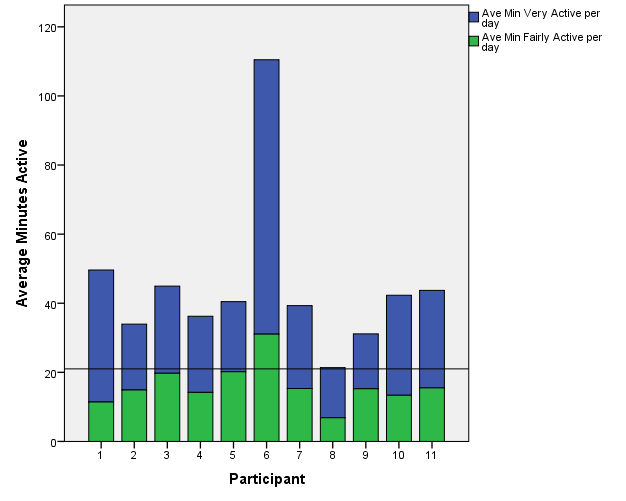 Ave Min Very Active per
day
Ave Min Fairly Active per
day
Average Minutes Active
120
100
80
60
40
20
0
1 2 3 4 5 6 7 8 9 10 11
Participant